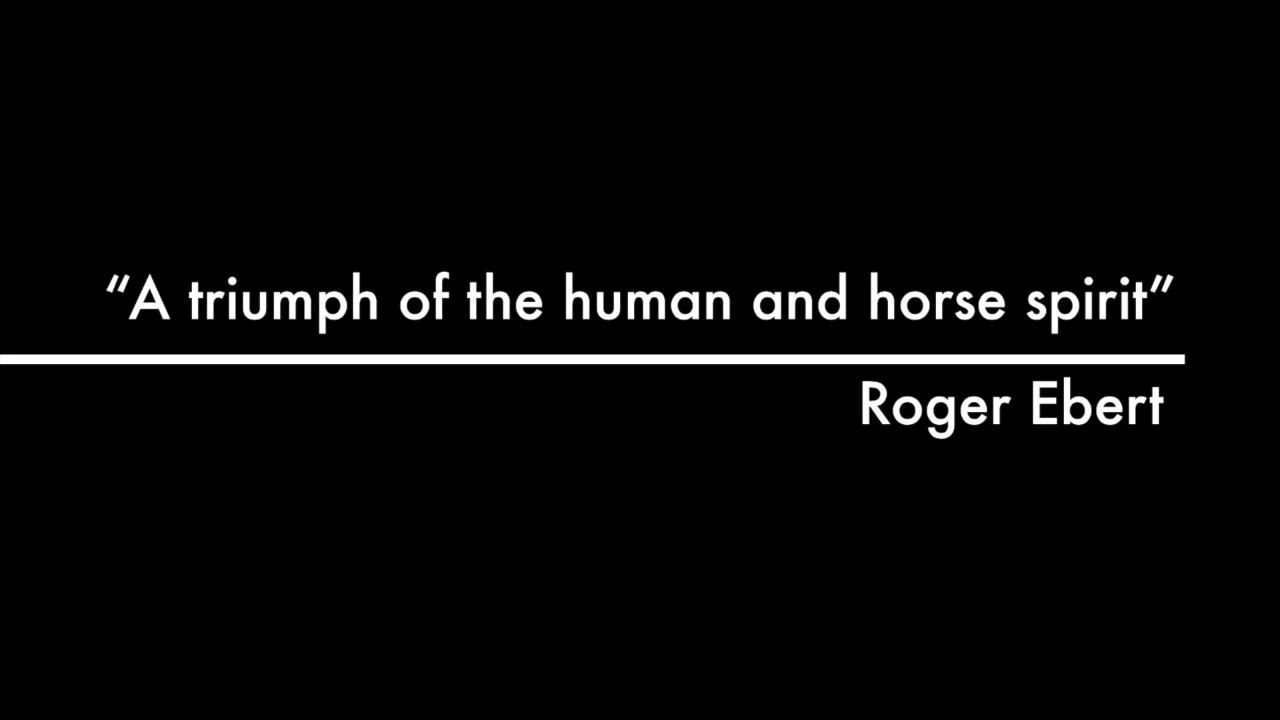 “A triumph of the human and horse spirit”
Roger Ebert